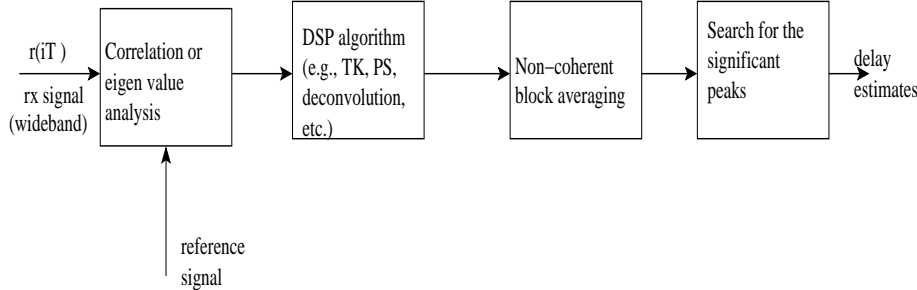 r(iT )
rx signal
(wideband)
Correlation or
eigen value
analysis
reference
signal
DSP algorithm
(e.g., TK, PS,
deconvolution,
etc.)
Non−coherent
block averaging
Search for the
significant
peaks
delay
estimates